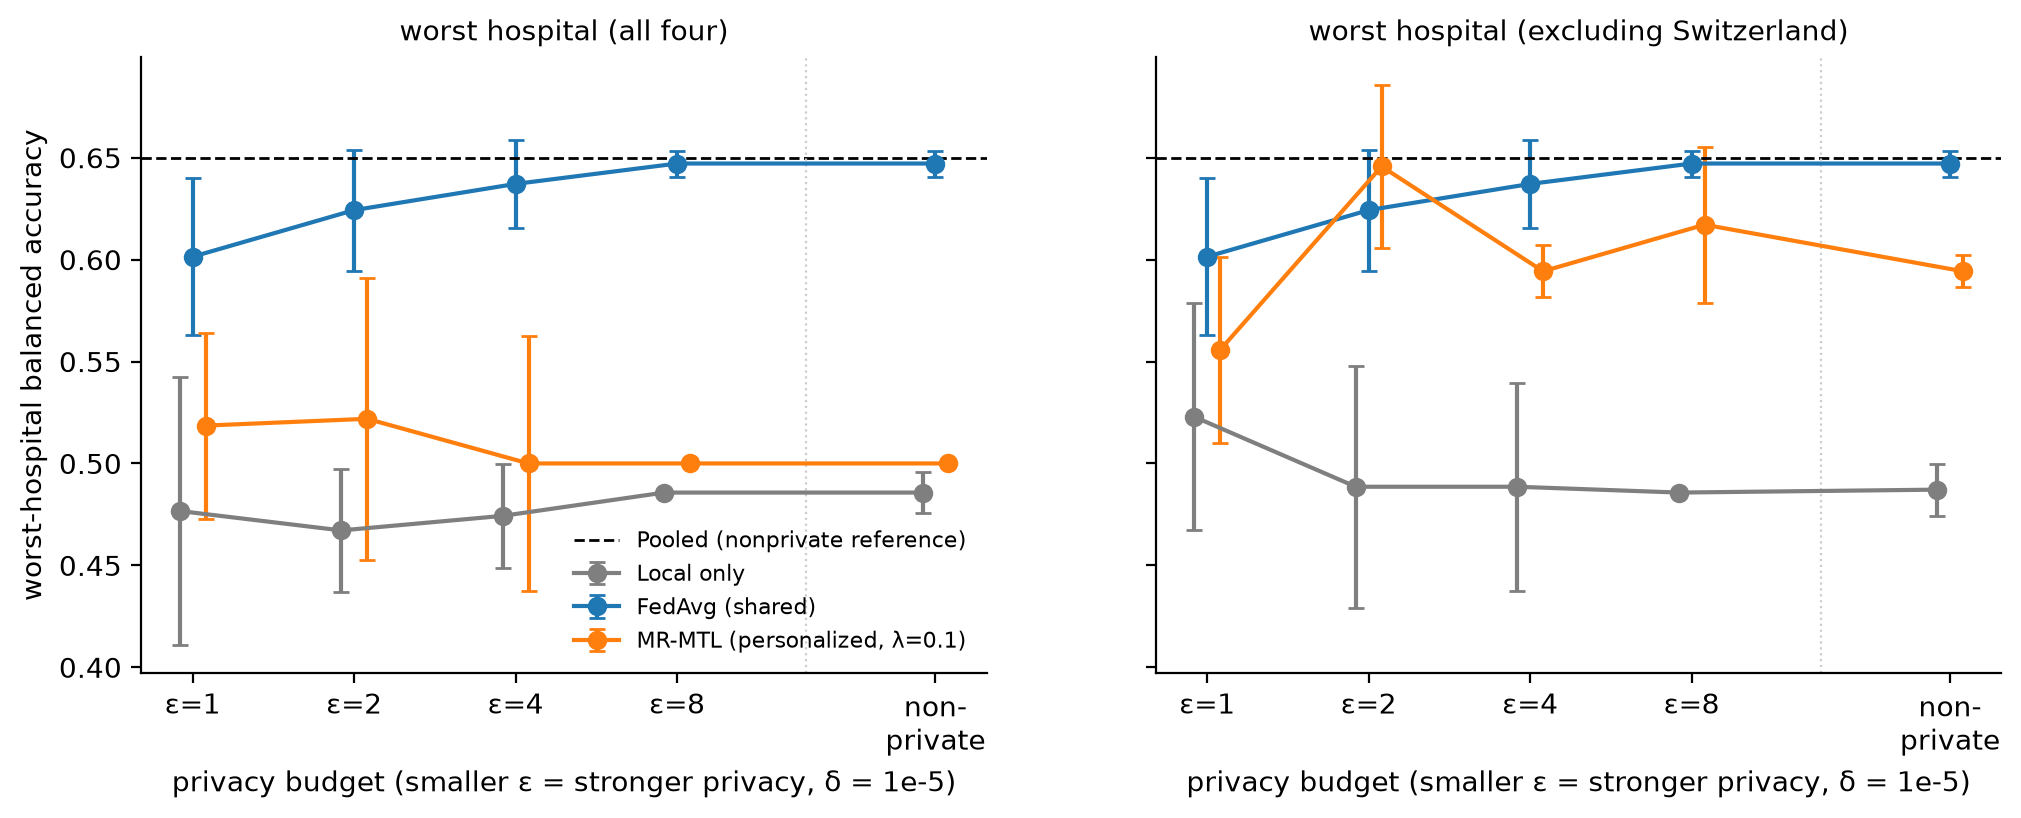 worst hospital (all four)
worst-hospital balanced accuracy
0.65
0.60
0.55
0.50
0.45
0.40
Pooled (nonprivate reference)
Local only
FedAvg (shared)
MR-MTL (personalized, λ=0.1)
ε=1
ε=2
ε=4
ε=8
non-
private
privacy budget (smaller ε = stronger privacy, δ = 1e-5)
worst hospital (excluding Switzerland)
ε=1
ε=2
ε=4
ε=8
non-
private
privacy budget (smaller ε = stronger privacy, δ = 1e-5)